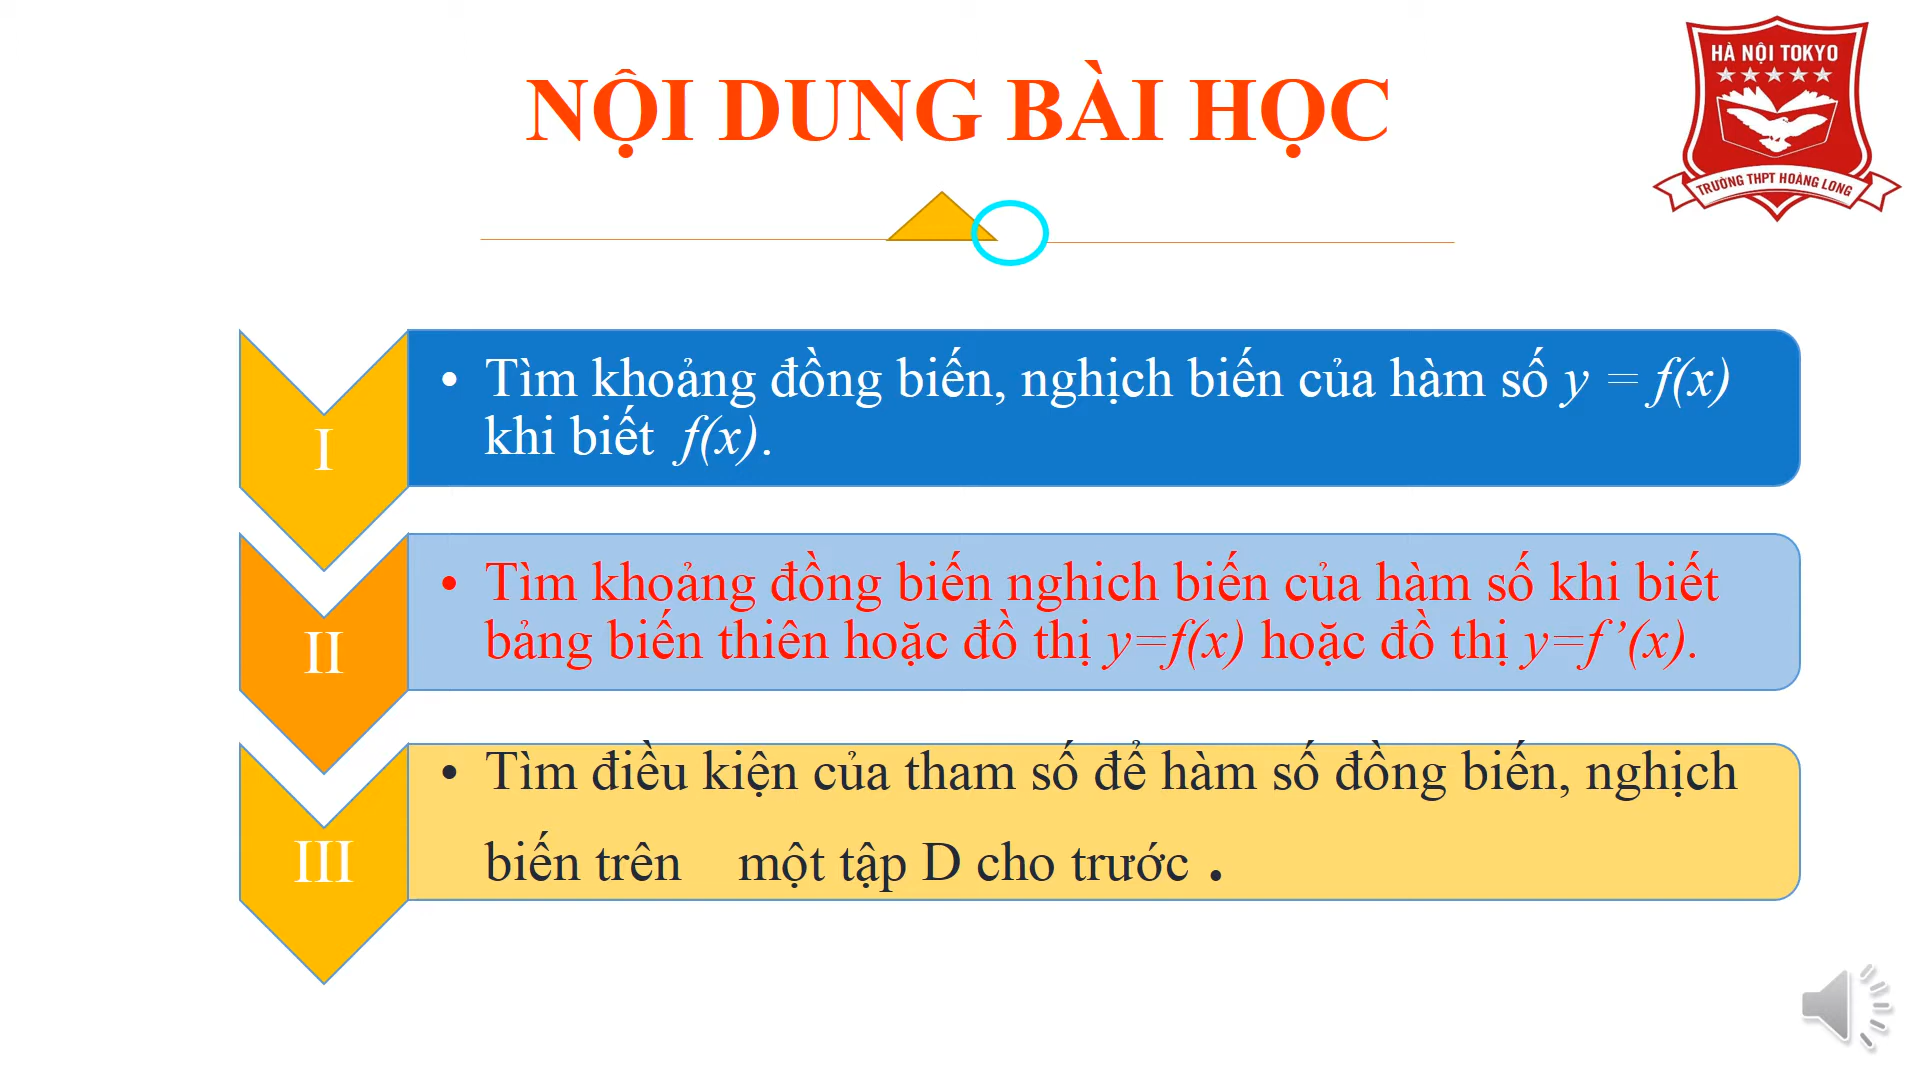 NỘI DUNG BÀI HỌC
HÀ NỘI TOKYO
TRƯỜNG THPT HOÀNG LONG
I
• Tìm khoảng đồng biến, nghịch biến của hàm số y = f(x)
khi biết f(x).
II
• Tìm khoảng đồng biến nghich biến của hàm số khi biết
bảng biến thiên hoặc đồ thị y=f(x) hoặc đồ thị y=f’(x).
III
• Tìm điều kiện của tham số để hàm số đồng biến, nghịch
biến trên một tập D cho trước .